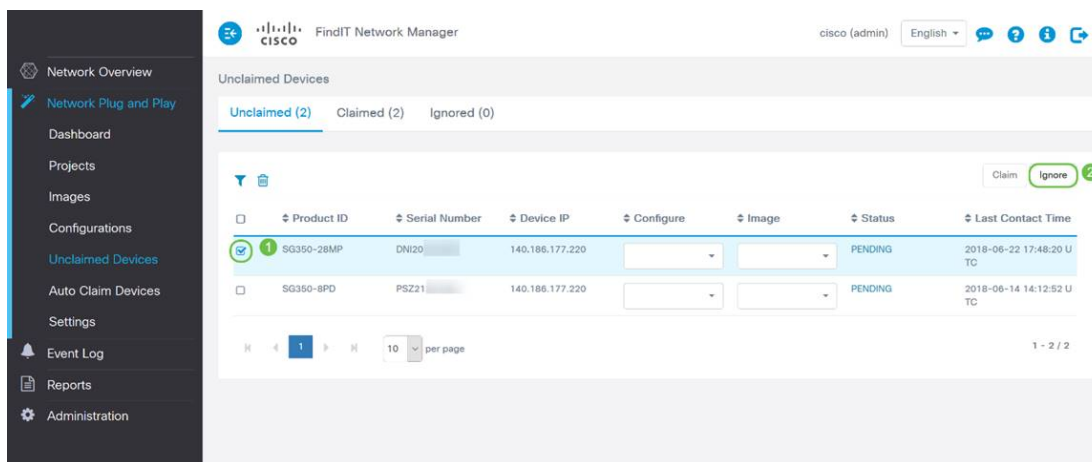 CISCO FindIT Network Manager
cisco (admin) English
Network Overview
Network Plug and Play
Dashboard
Projects
Images
Configurations
Unclaimed Devices
Auto Claim Devices
Settings
Event Log
Reports
Administration
Unclaimed Devices
Unclaimed (2) Claimed (2) Ignored (0)
Claim Ignore 2
Product ID Serial Number Device IP Configure Image Status Last Contact Time
1 SG350-28MP DNI20 140.186.177.220 PENDING 2018-06-22 17:48:20 U
TC
SG350-8PD PSZ21 140.186.177.220 PENDING 2018-06-14 14:12:52 U
TC
1 10 per page 1 - 2 / 2